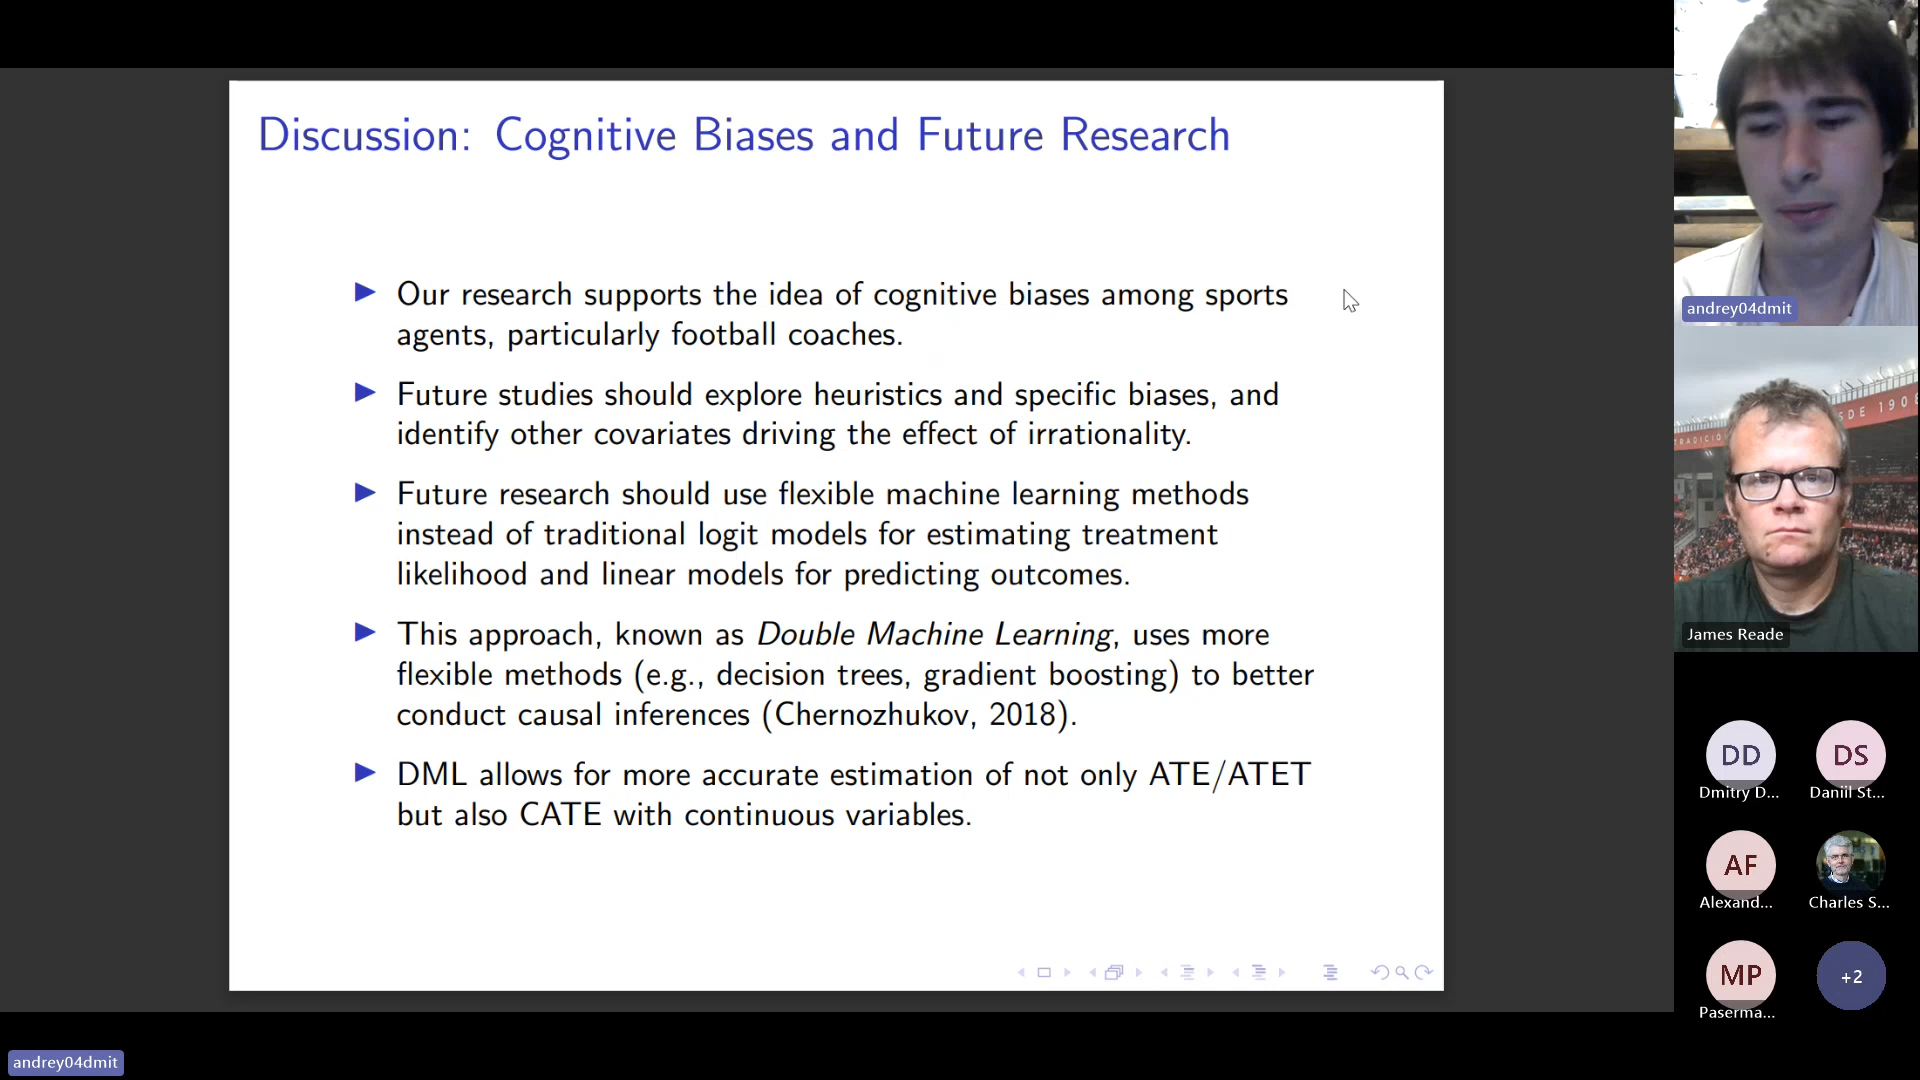 Discussion: Cognitive Biases and Future Research
Our research supports the idea of cognitive biases among sports
agents, particularly football coaches.
Future studies should explore heuristics and specific biases, and
identify other covariates driving the effect of irrationality.
Future research should use flexible machine learning methods
instead of traditional logit models for estimating treatment
likelihood and linear models for predicting outcomes.
This approach, known as Double Machine Learning, uses more
flexible methods (e.g., decision trees, gradient boosting) to better
conduct causal inferences (Chernozhukov, 2018).
DML allows for more accurate estimation of not only ATE/ATET
but also CATE with continuous variables.
andrey04dmit
SDE 1908
TRADICIO
James Reade
DD
Dmitry D...
DS
Daniil St...
AF
Alexand...
Charles S...
MP
Paserma...
+2
andrey04dmit